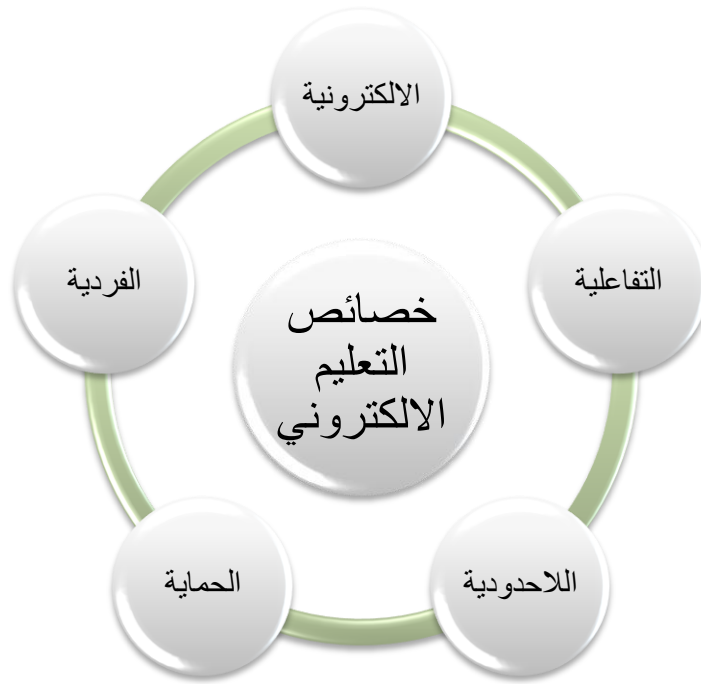 الالكترونية
التفاعلية
الفردية
خصائص
التعليم
الالكتروني
الحماية
اللاحدودية